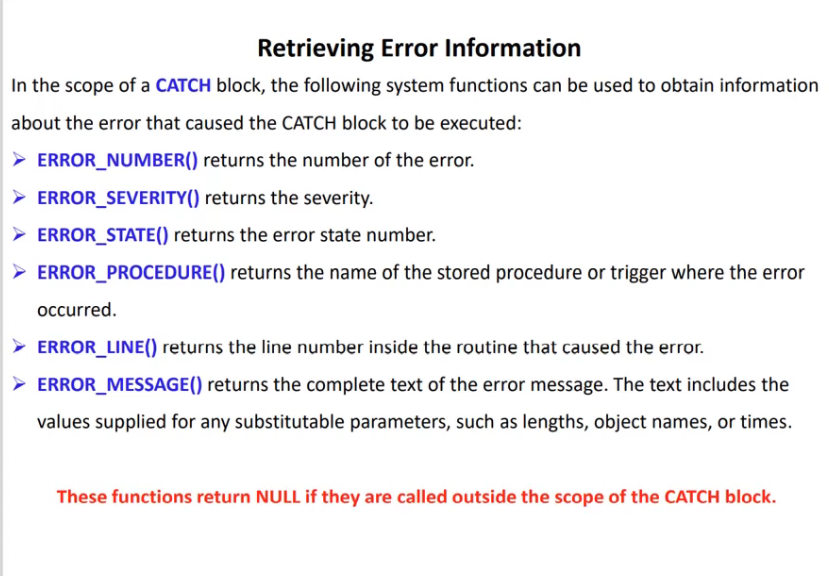 Retrieving Error Information
In the scope of a CATCH block, the following system functions can be used to obtain information
about the error that caused the CATCH block to be executed:
➢ ERROR_NUMBER() returns the number of the error.
➢ ERROR_SEVERITY() returns the severity.
➢ ERROR_STATE() returns the error state number.
➢ ERROR_PROCEDURE() returns the name of the stored procedure or trigger where the error
occurred.
➢ ERROR_LINE() returns the line number inside the routine that caused the error.
➢ ERROR_MESSAGE() returns the complete text of the error message. The text includes the
values supplied for any substitutable parameters, such as lengths, object names, or times.
These functions return NULL if they are called outside the scope of the CATCH block.